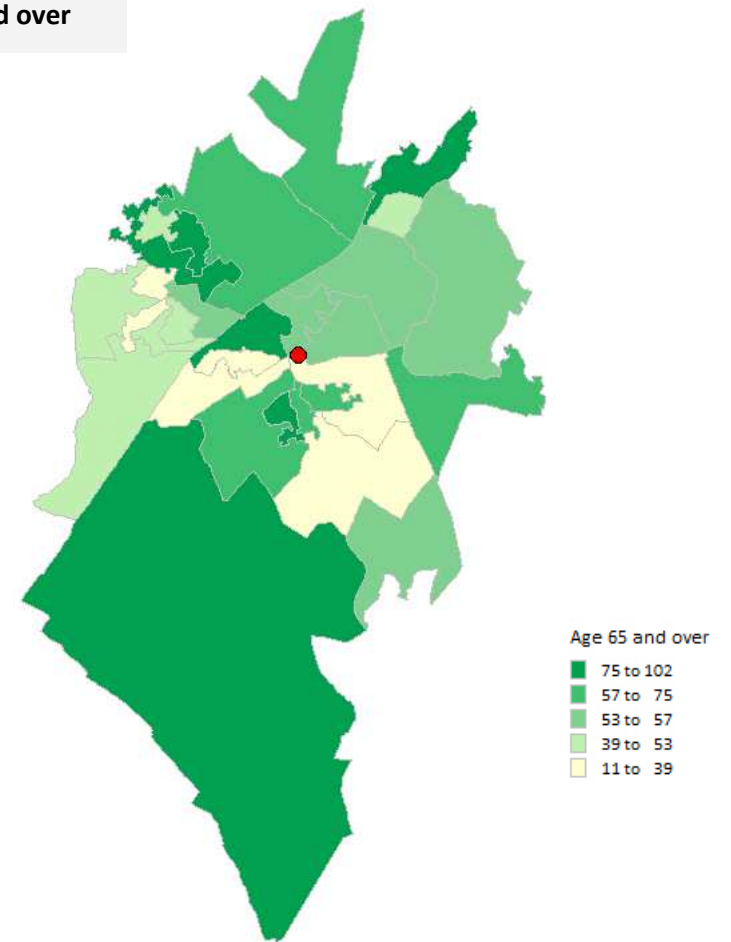 d over
Age 65 and over
75 to 102
57 to 75
53 to 57
39 to 53
11 to 39